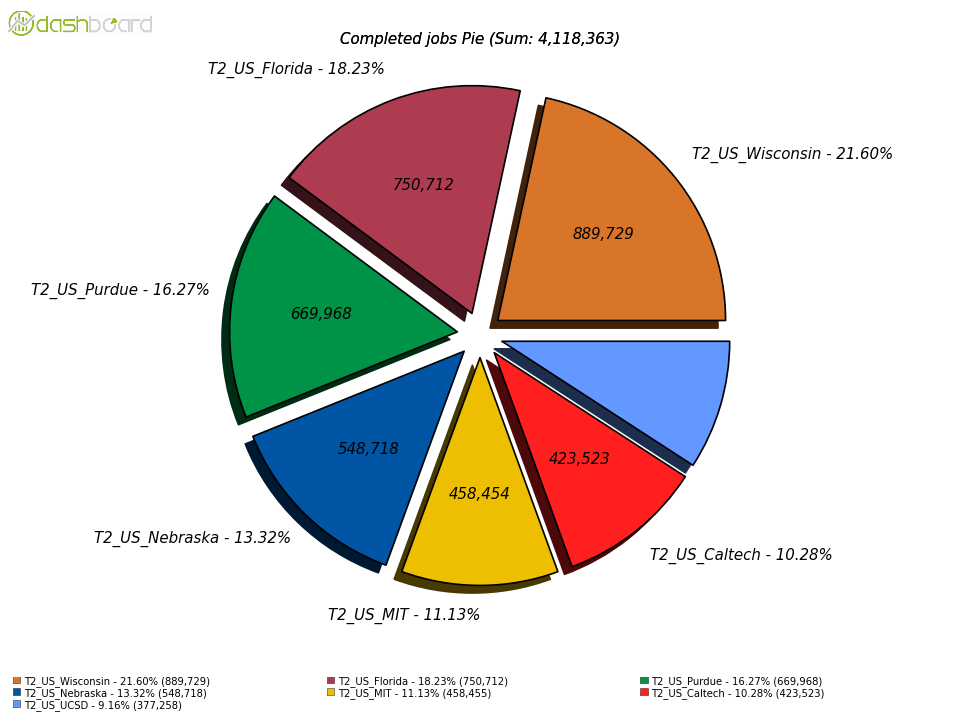 dashboard
Completed jobs Pie (Sum: 4,118,363)
T2_US_Florida - 18.23%
T2_US_Wisconsin - 21.60%
750,712
889,729
T2_US_Purdue - 16.27%
669,968
548,718
423,523
458,454
T2_US_Nebraska - 13.32%
T2_US_Caltech - 10.28%
T2_US_MIT - 11.13%
T2_US_Wisconsin - 21.60% (889,729)
T2_US_Florida - 18.23% (750,712)
T2_US_Purdue - 16.27% (669,968)
T2_US_Nebraska - 13.32% (548,718)
T2_US_MIT - 11.13% (458,455)
T2_US_Caltech - 10.28% (423,523)
T2_US_UCSD - 9.16% (377,258)